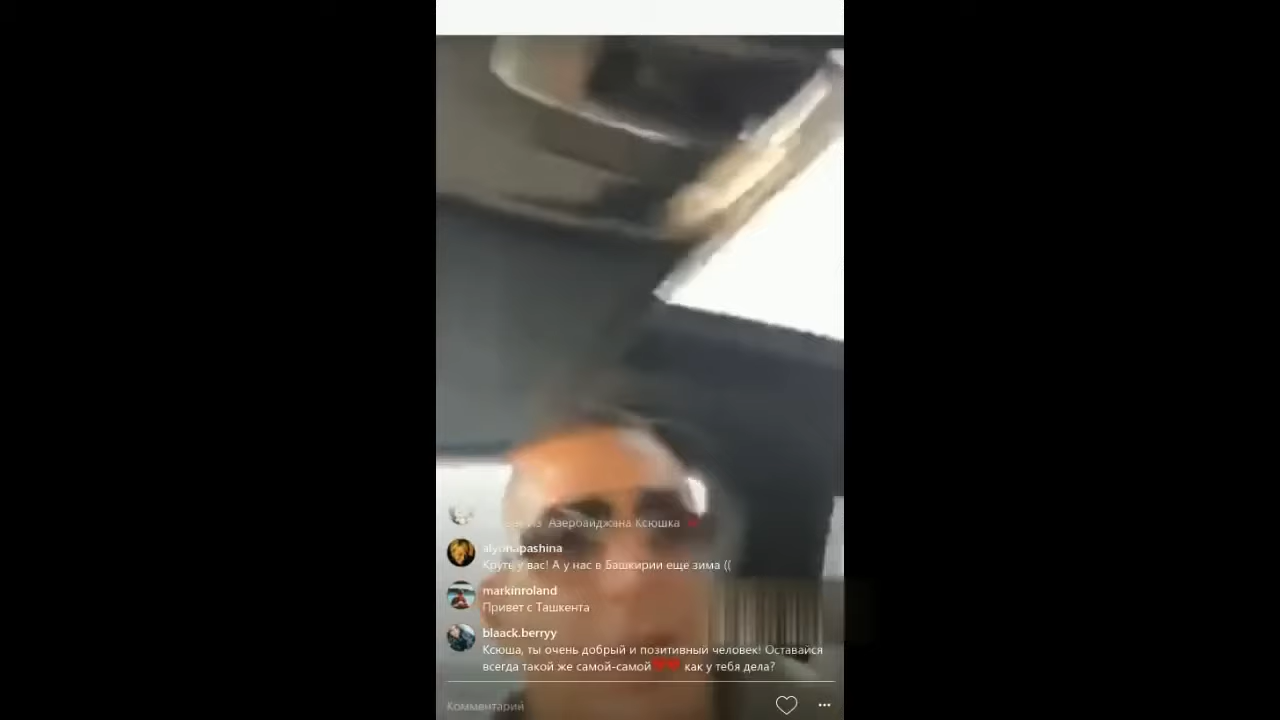 из Азербайджана Ксюшка
alyonapashina
Круть у вас! А у нас в Башкирии еще зима ((
markinroland
Привет с Ташкента
blaack.berryy
Ксюша, ты очень добрый и позитивный человек! Оставайся
всегда такой же самой-самой❤❤ как у тебя дела?
Комментарий